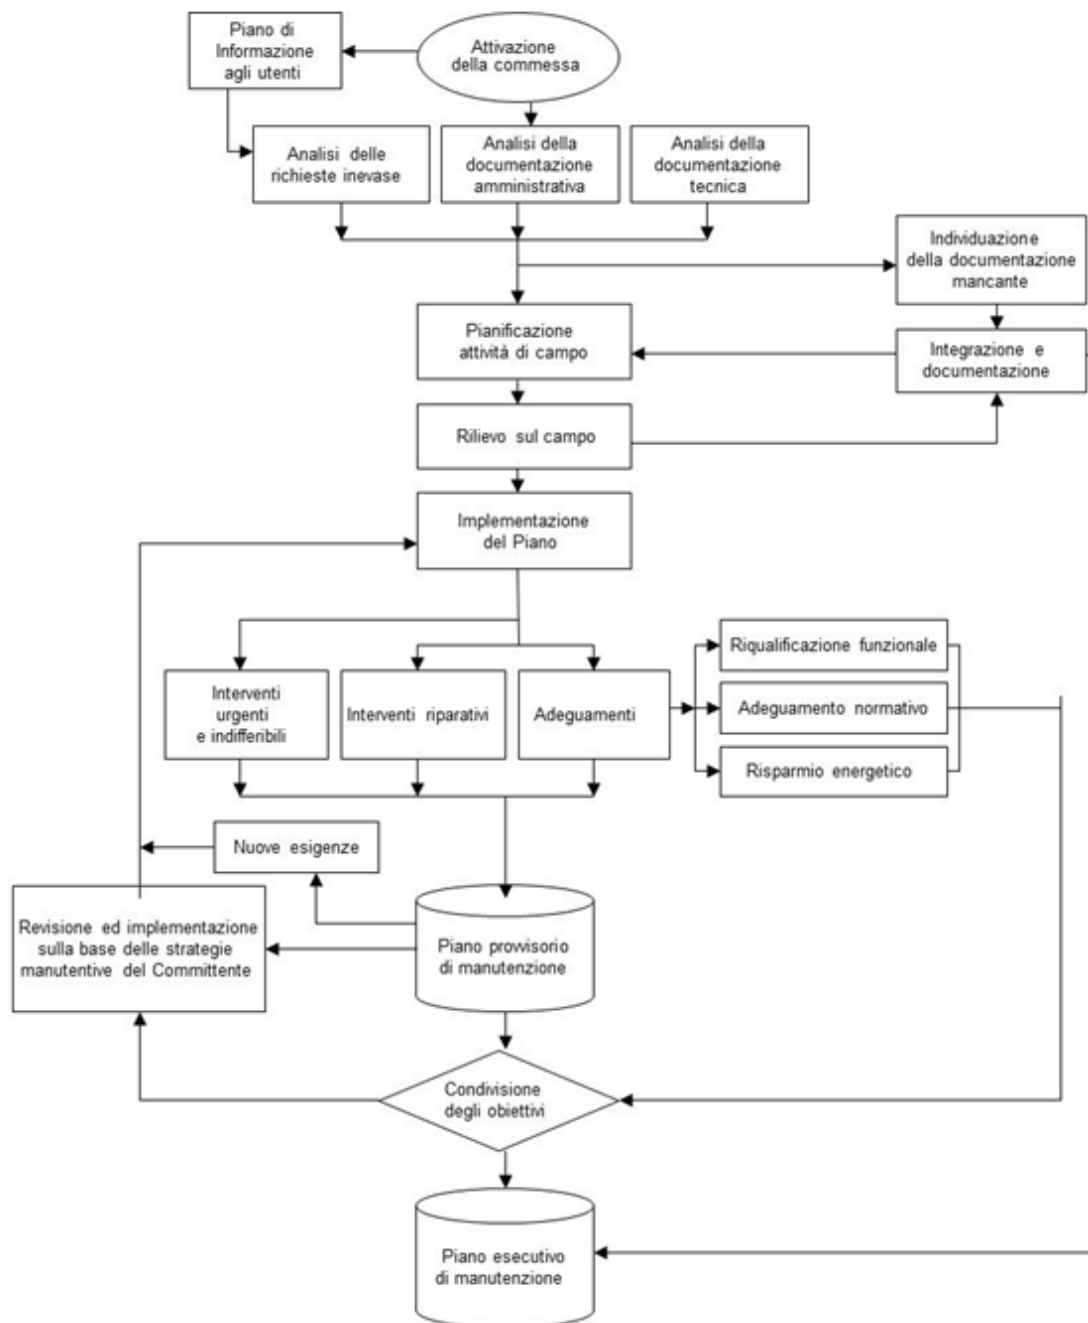 Piano di
Informazione
agli utenti
Attivazione
della commessa
Analisi delle
richieste inevase
Analisi della
documentazione
amministrativa
Analisi della
documentazione
tecnica
Individuazione
della documentazione
mancante
Pianificazione
attività di campo
Integrazione e
documentazione
Rilievo sul campo
Implementazione
del Piano
Interventi
urgenti
e indifferibili
Interventi riparativi
Adeguamenti
Riqualificazione funzionale
Adeguamento normativo
Risparmio energetico
Nuove esigenze
Revisione ed implementazione
sulla base delle strategie
manutentive del Committente
Piano provvisorio
di manutenzione
Condivisione
degli obiettivi
Piano esecutivo
di manutenzione